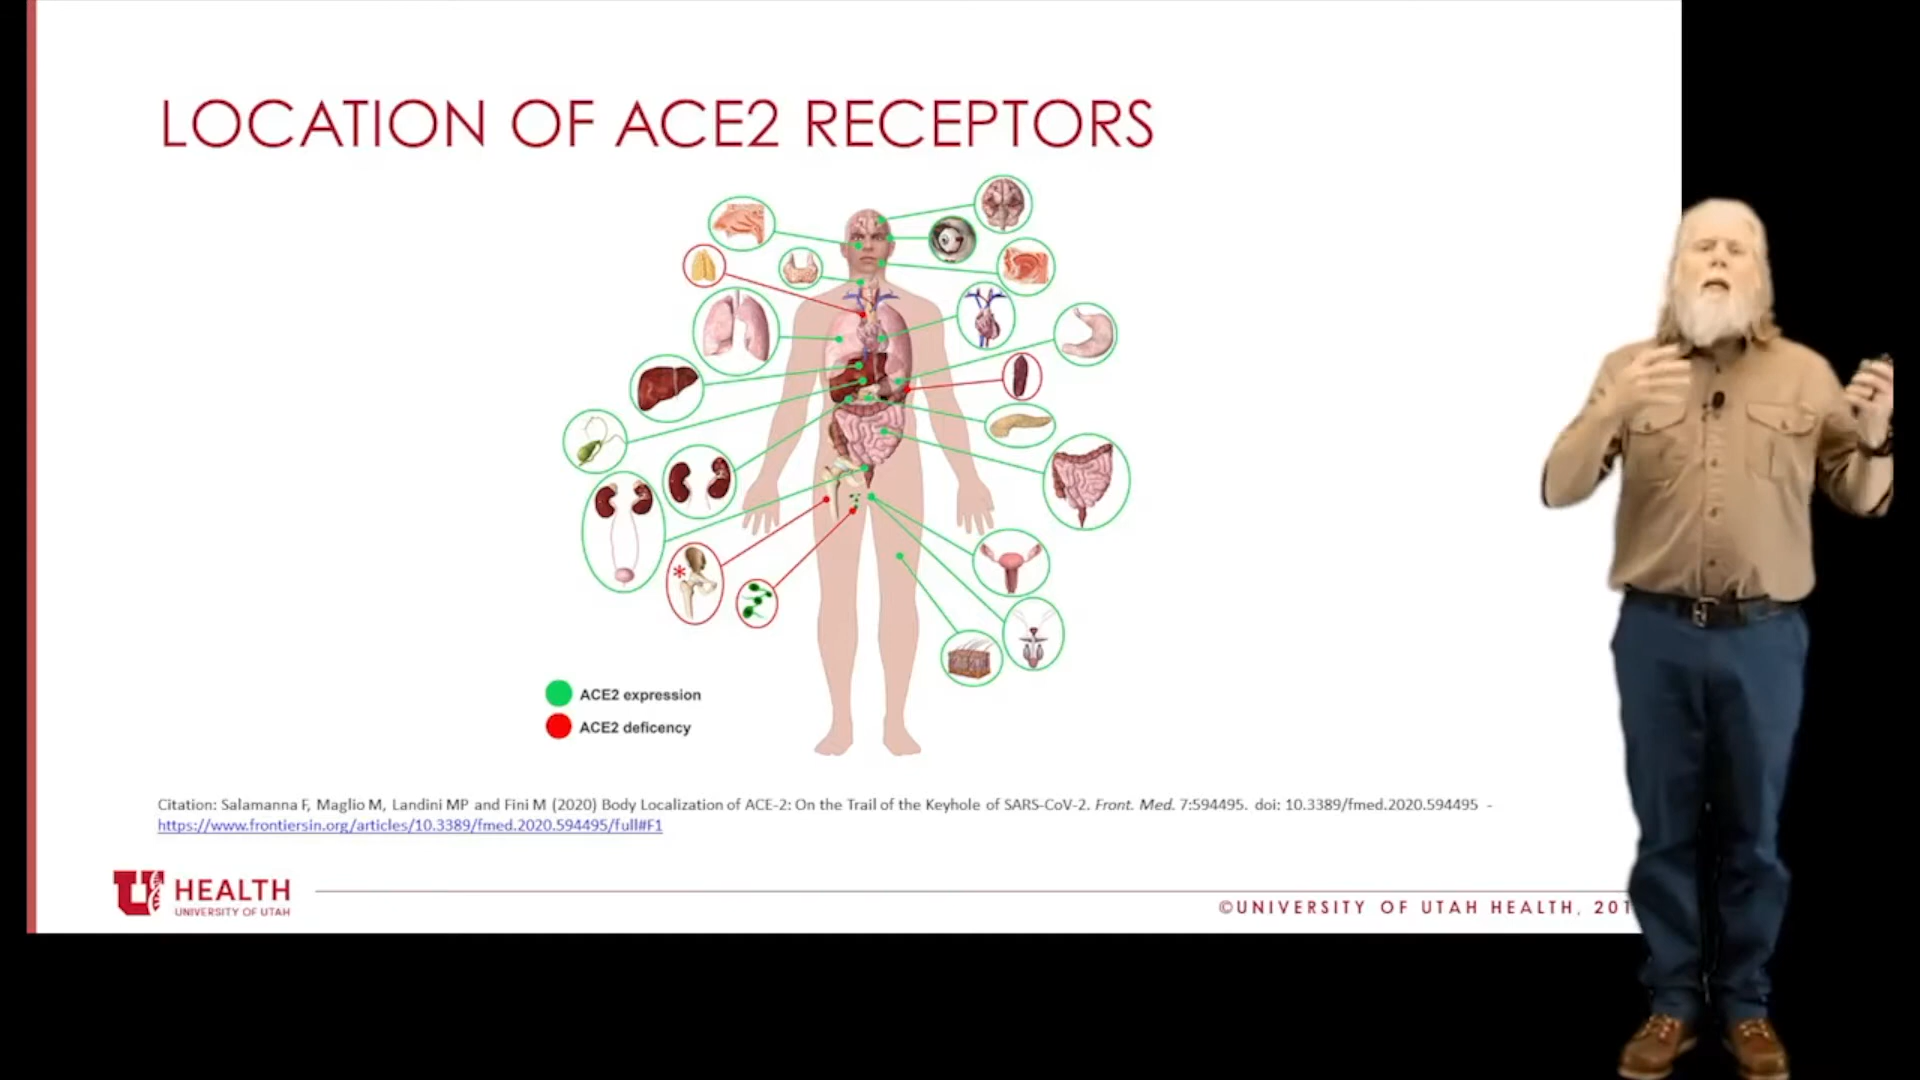 LOCATION OF ACE2 RECEPTORS
*
ACE2 expression
ACE2 deficency
Citation: Salamanna F, Maglio M, Landini MP and Fini M (2020) Body Localization of ACE-2: On the Trail of the Keyhole of SARS-CoV-2. Front. Med. 7:594495. doi: 10.3389/fmed.2020.594495 -
https://www.frontiersin.org/articles/10.3389/fmed.2020.594495/full#F1
U HEALTH
UNIVERSITY OF UTAH
©UNIVERSITY OF UTAH HEALTH, 201